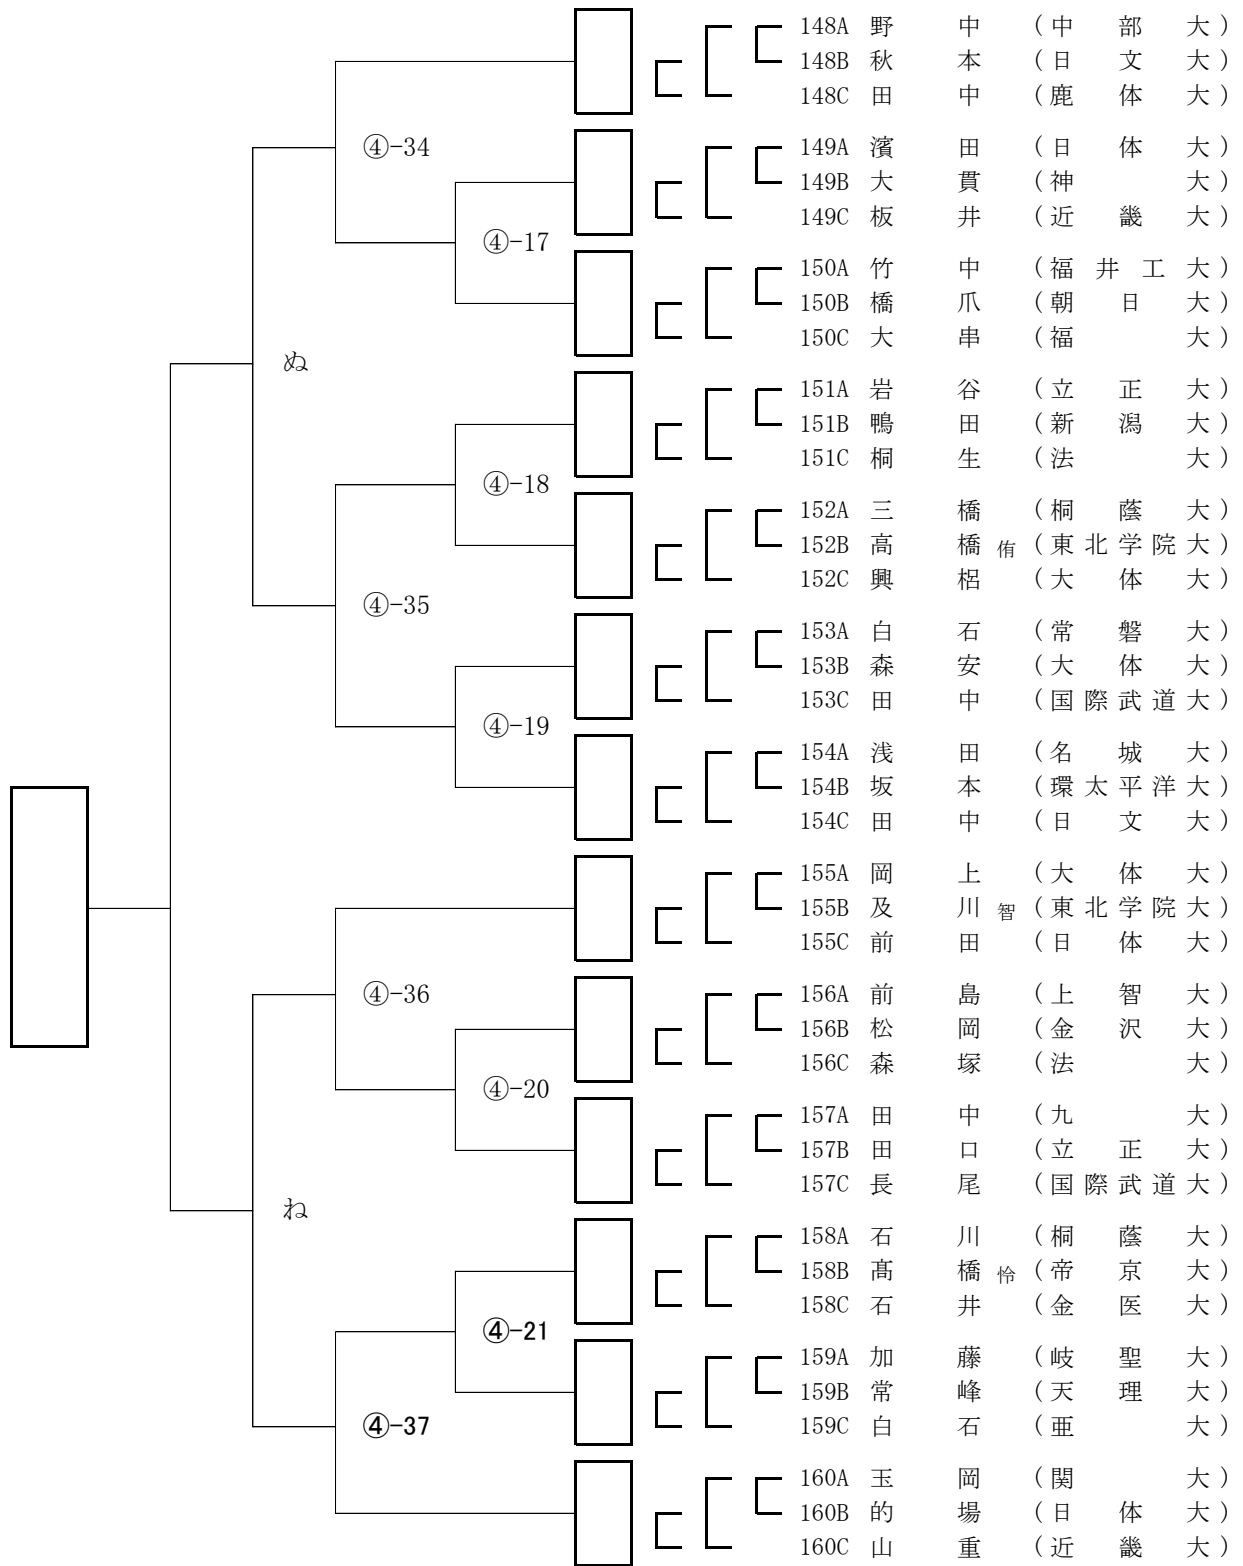 148A 野中 (中部大)
148B 秋本 (日文大)
148C 田中 (鹿体大)
④-34
149A 濱田 (日体大)
149B 大貫 (神大)
149C 板井 (近畿大)
④-17
150A 竹中 (福井工大)
150B 橋爪 (朝日大)
150C 大串 (福大)
ぬ
151A 岩谷 (立正大)
151B 鴨田 (新潟大)
151C 桐生 (法大)
④-18
152A 三橋 (桐蔭大)
152B 高橋侑 (東北学院大)
152C 興梠 (大体大)
④-35
153A 白石 (常磐大)
153B 森安 (大体大)
153C 田中 (国際武道大)
④-19
154A 浅田 (名城大)
154B 坂本 (環太平洋大)
154C 田中 (日文大)
155A 岡上 (大体大)
155B 及川智 (東北学院大)
155C 前田 (日体大)
④-36
156A 前島 (上智大)
156B 松岡 (金沢大)
156C 森塚 (法大)
④-20
157A 田中 (九大)
157B 田口 (立正大)
157C 長尾 (国際武道大)
ね
158A 石川 (桐蔭大)
158B 髙橋怜 (帝京大)
158C 石井 (金医大)
④-21
159A 加藤 (岐聖大)
159B 常峰 (天理大)
159C 白石 (亜大)
④-37
160A 玉岡 (関大)
160B 的場 (日体大)
160C 山重 (近畿大)